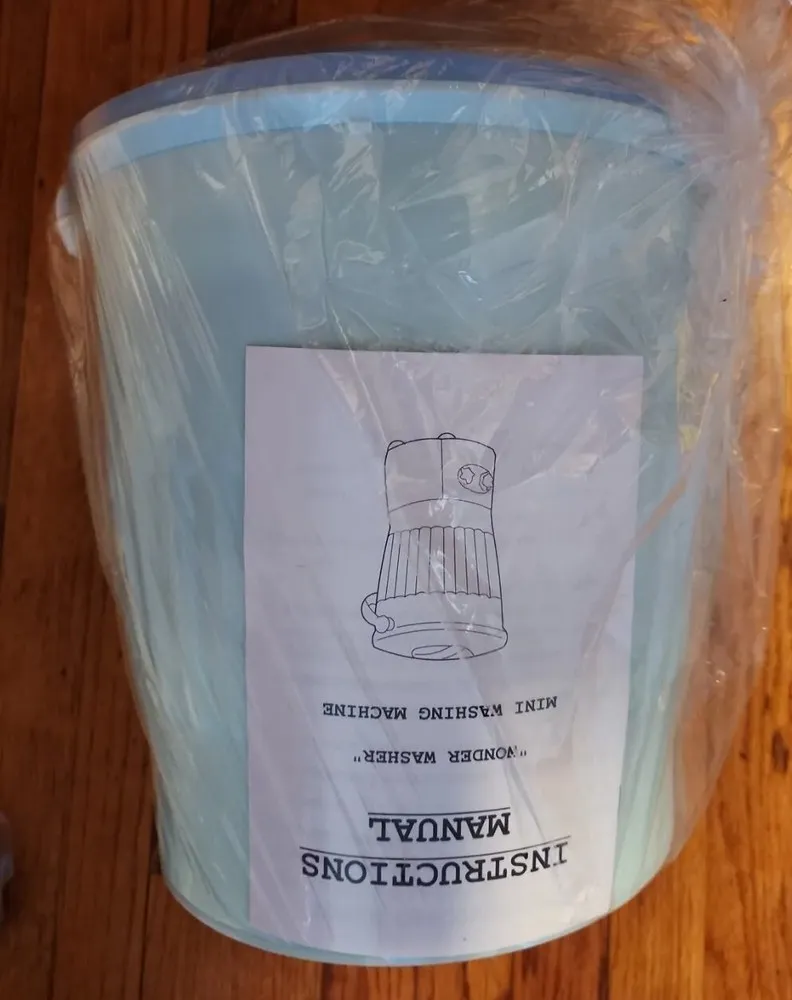 INSTRUCTIONS
MANUAL
"WONDER WASHER"
MINI WASHING MACHINE